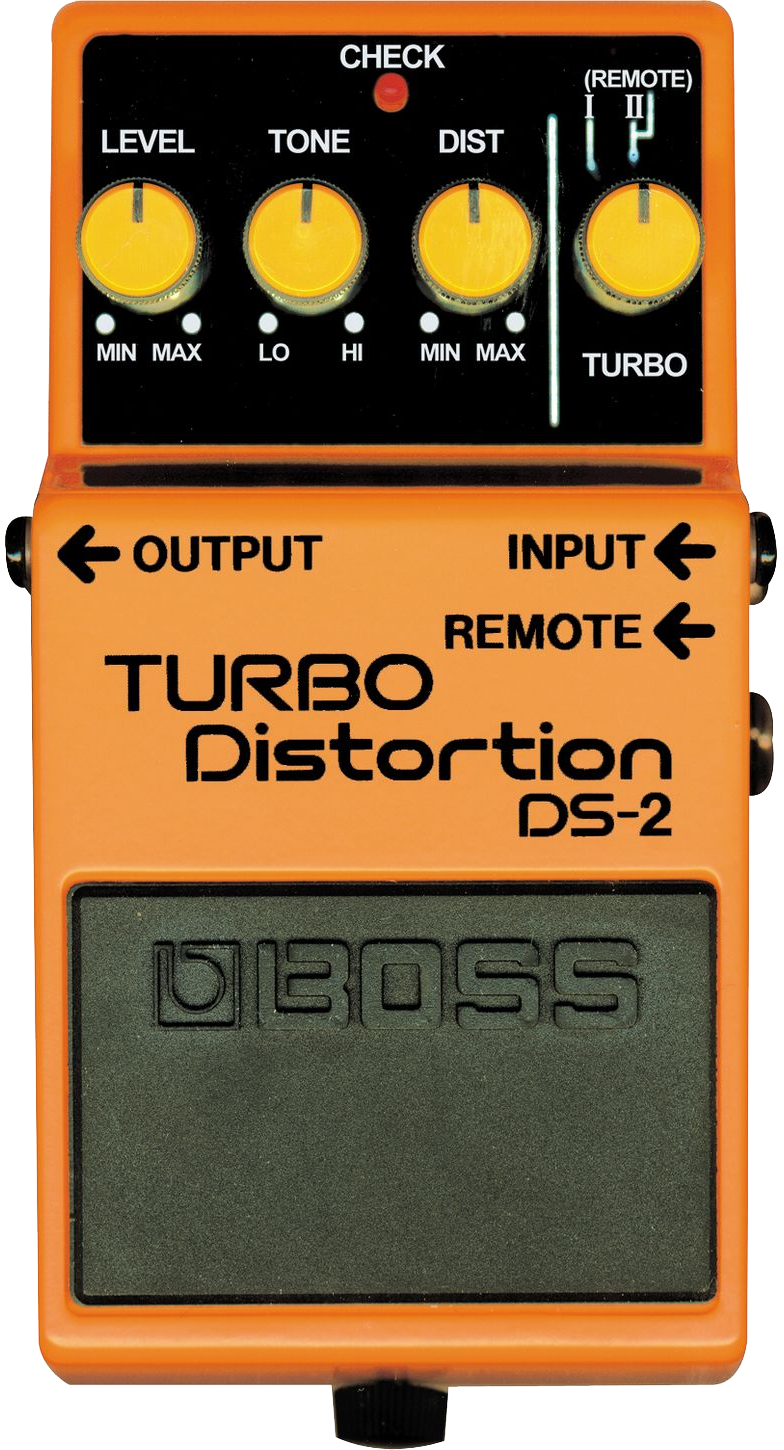 CHECK
(REMOTE)
I II
LEVEL TONE DIST
MIN MAX LO HI MIN MAX
TURBO
OUTPUT INPUT
REMOTE
TURBO
Distortion
DS-2
BOSS